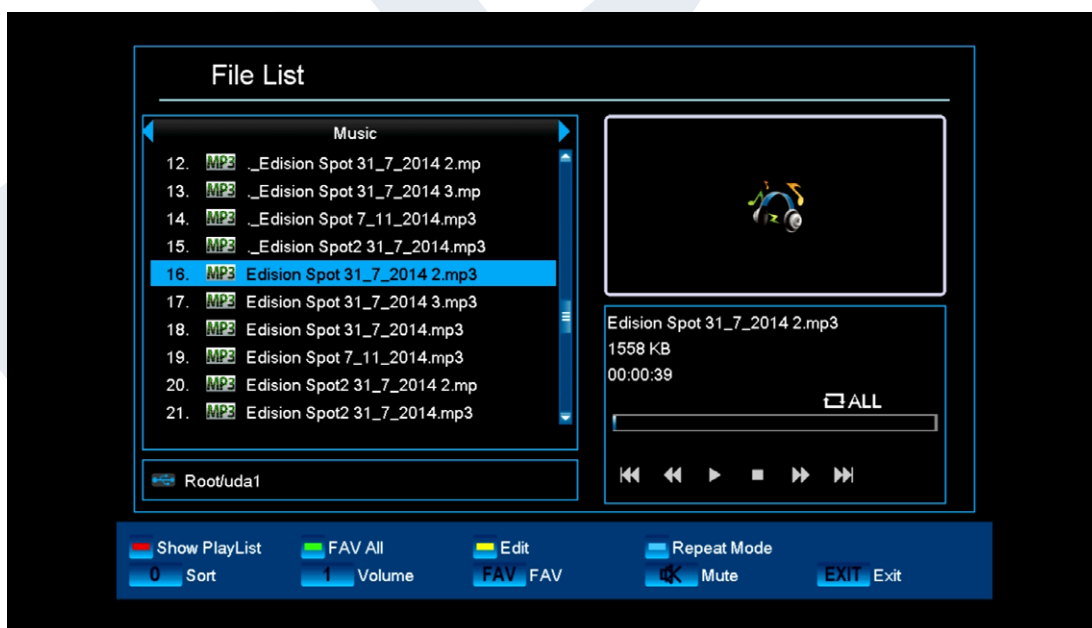 File List
Music
12. MP3 ._Edision Spot 31_7_2014 2.mp
13. MP3 ._Edision Spot 31_7_2014 3.mp
14. MP3 ._Edision Spot 7_11_2014.mp3
15. MP3 ._Edision Spot2 31_7_2014.mp3
16. MP3 Edision Spot 31_7_2014 2.mp3
17. MP3 Edision Spot 31_7_2014 3.mp3
18. MP3 Edision Spot 31_7_2014.mp3
19. MP3 Edision Spot 7_11_2014.mp3
20. MP3 Edision Spot2 31_7_2014 2.mp
21. MP3 Edision Spot2 31_7_2014.mp3
Root/uda1
Edision Spot 31_7_2014 2.mp3
1558 KB
00:00:39
ALL
Show PlayList FAV All Edit Repeat Mode
0 Sort 1 Volume FAV FAV Mute EXIT Exit